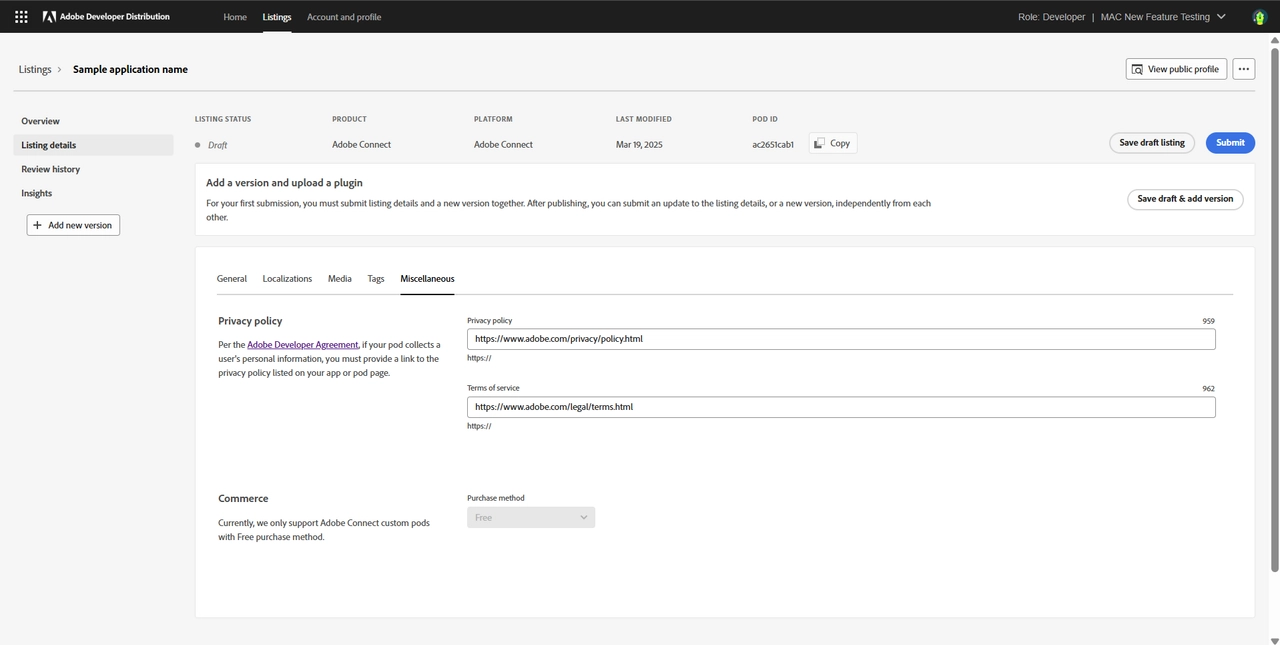 Adobe Developer Distribution
Home
Listings
Account and profile
Role: Developer | MAC New Feature Testing
Listings
Sample application name
View public profile
Overview
Listing details
Review history
Insights
Add new version
LISTING STATUS
PRODUCT
PLATFORM
LAST MODIFIED
POD ID
Draft
Adobe Connect
Adobe Connect
Mar 19, 2025
ac2651cab1
Copy
Save draft listing
Submit
Add a version and upload a plugin
For your first submission, you must submit listing details and a new version together. After publishing, you can submit an update to the listing details, or a new version, independently from each
other.
Save draft & add version
General
Localizations
Media
Tags
Miscellaneous
Privacy policy
Per the Adobe Developer Agreement, if your pod collects a
user's personal information, you must provide a link to the
privacy policy listed on your app or pod page.
Privacy policy
959
https://www.adobe.com/privacy/policy.html
https://
Terms of service
962
https://www.adobe.com/legal/terms.html
https://
Commerce
Currently, we only support Adobe Connect custom pods
with Free purchase method.
Purchase method
Free